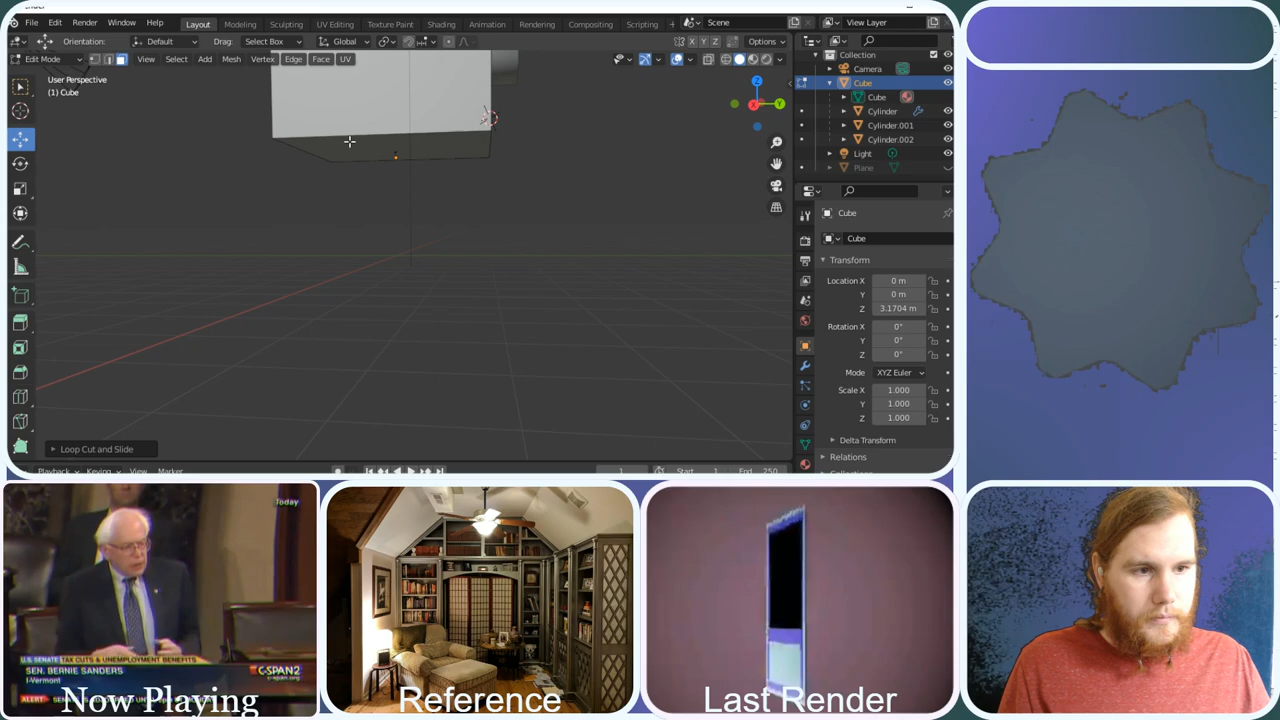 File Edit Render Window Help
Layout Modeling Sculpting UV Editing Texture Paint Shading Animation Rendering Compositing Scripting
Scene
View Layer
Orientation: Default Drag: Select Box Global
Options
Edit Mode View Select Add Mesh Vertex Edge Face UV
User Perspective
(1) Cube
Z
X
Y
Loop Cut and Slide
Playback Keying View Marker
1 Start 1 End 250
Collection
Camera
Cube
Cube
Cylinder
Cylinder.001
Cylinder.002
Light
Plane
Cube
Cube
Transform
Location X 0 m
Y 0 m
Z 3.1704 m
Rotation X 0°
Y 0°
Z 0°
Mode XYZ Euler
Scale X 1.000
Y 1.000
Z 1.000
Delta Transform
Relations
Today
U.S. SENATE TAX CUTS & UNEMPLOYMENT BENEFITS
SEN. BERNIE SANDERS
I-Vermont
C-SPAN2
c-span.org
ALERT
Now Playing
Reference
Last Render